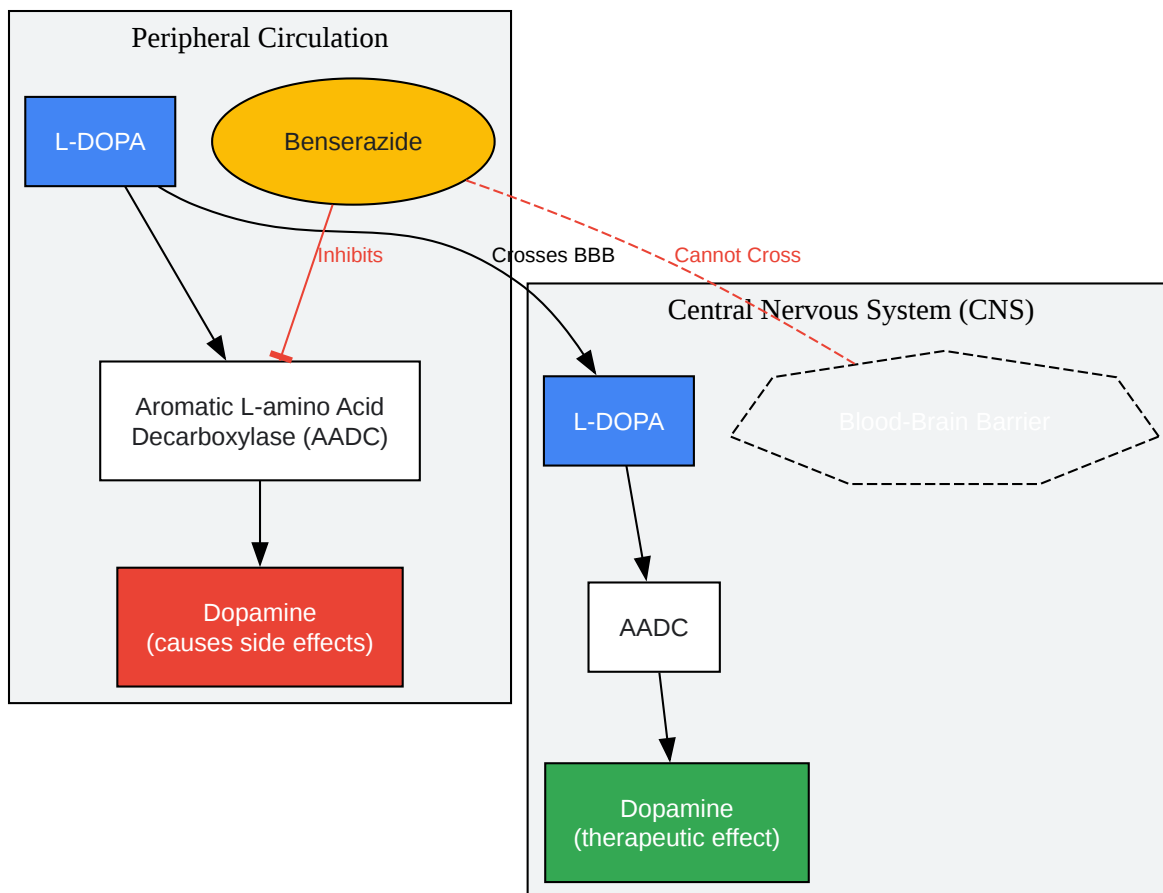 Peripheral Circulation
L-DOPA
Benserazide
Inhibits
Crosses BBB
Cannot Cross
Aromatic L-amino Acid
Decarboxylase (AADC)
Dopamine
(causes side effects)
Central Nervous System (CNS)
L-DOPA
Blood-Brain Barrier
AADC
Dopamine
(therapeutic effect)